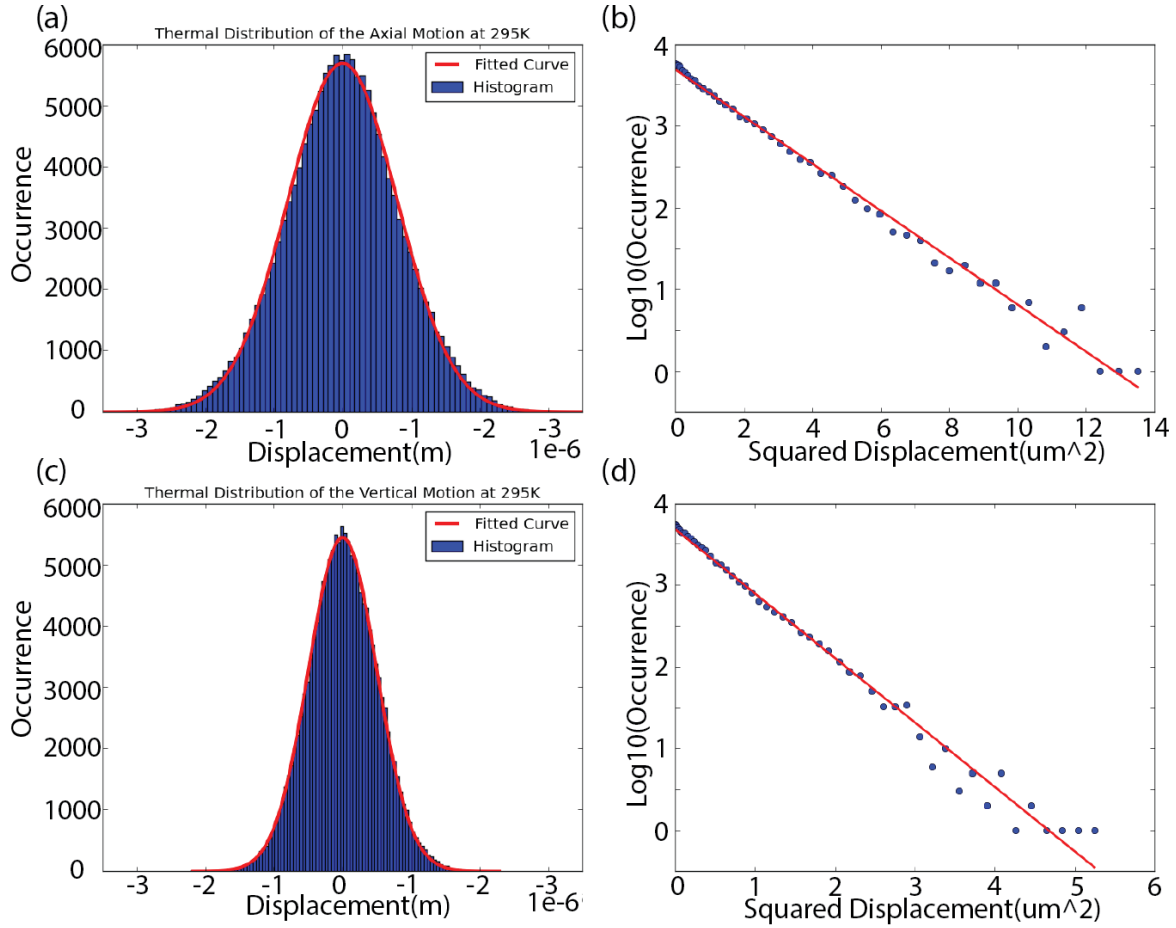 (a)
Thermal Distribution of the Axial Motion at 295K
6000
5000
4000
3000
2000
1000
0
Occurrence
Fitted Curve
Histogram
-3 -2 -1 0 -1 -2 -3
Displacement(m)
1e-6
(b)
4
3
2
1
0
Log10(Occurrence)
0 2 4 6 8 10 12 14
Squared Displacement(um^2)
(c)
Thermal Distribution of the Vertical Motion at 295K
6000
5000
4000
3000
2000
1000
0
Occurrence
Fitted Curve
Histogram
-3 -2 -1 0 -1 -2 -3
Displacement(m)
1e-6
(d)
4
3
2
1
0
Log10(Occurrence)
0 1 2 3 4 5 6
Squared Displacement(um^2)